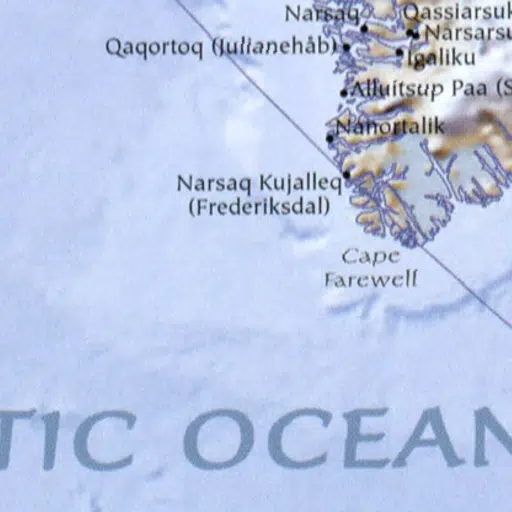 Narsaq
Qassiarsuk
Qaqortoq (Julianehåb)
Narsarsu
Igaliku
Alluitsup Paa (S
Nanortalik
Narsaq Kujalleq
(Frederiksdal)
Cape
Farewell
TIC OCEAN